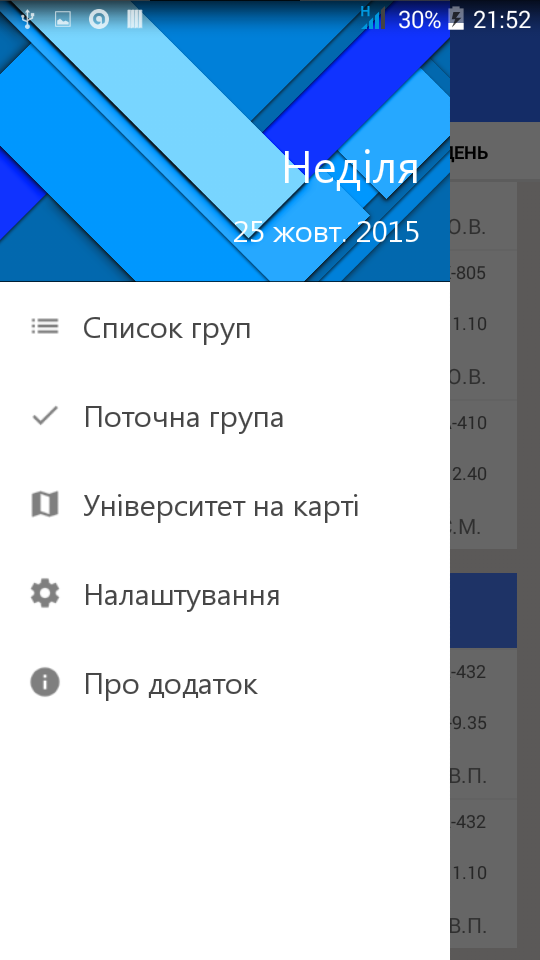 H 30% 21:52
Неділя
25 жовт. 2015
Список груп
Поточна група
Університет на карті
Налаштування
Про додаток
О.В.
-805
1.10
О.В.
-410
2.40
.М.
-432
9.35
В.П.
-432
1.10
В.П.